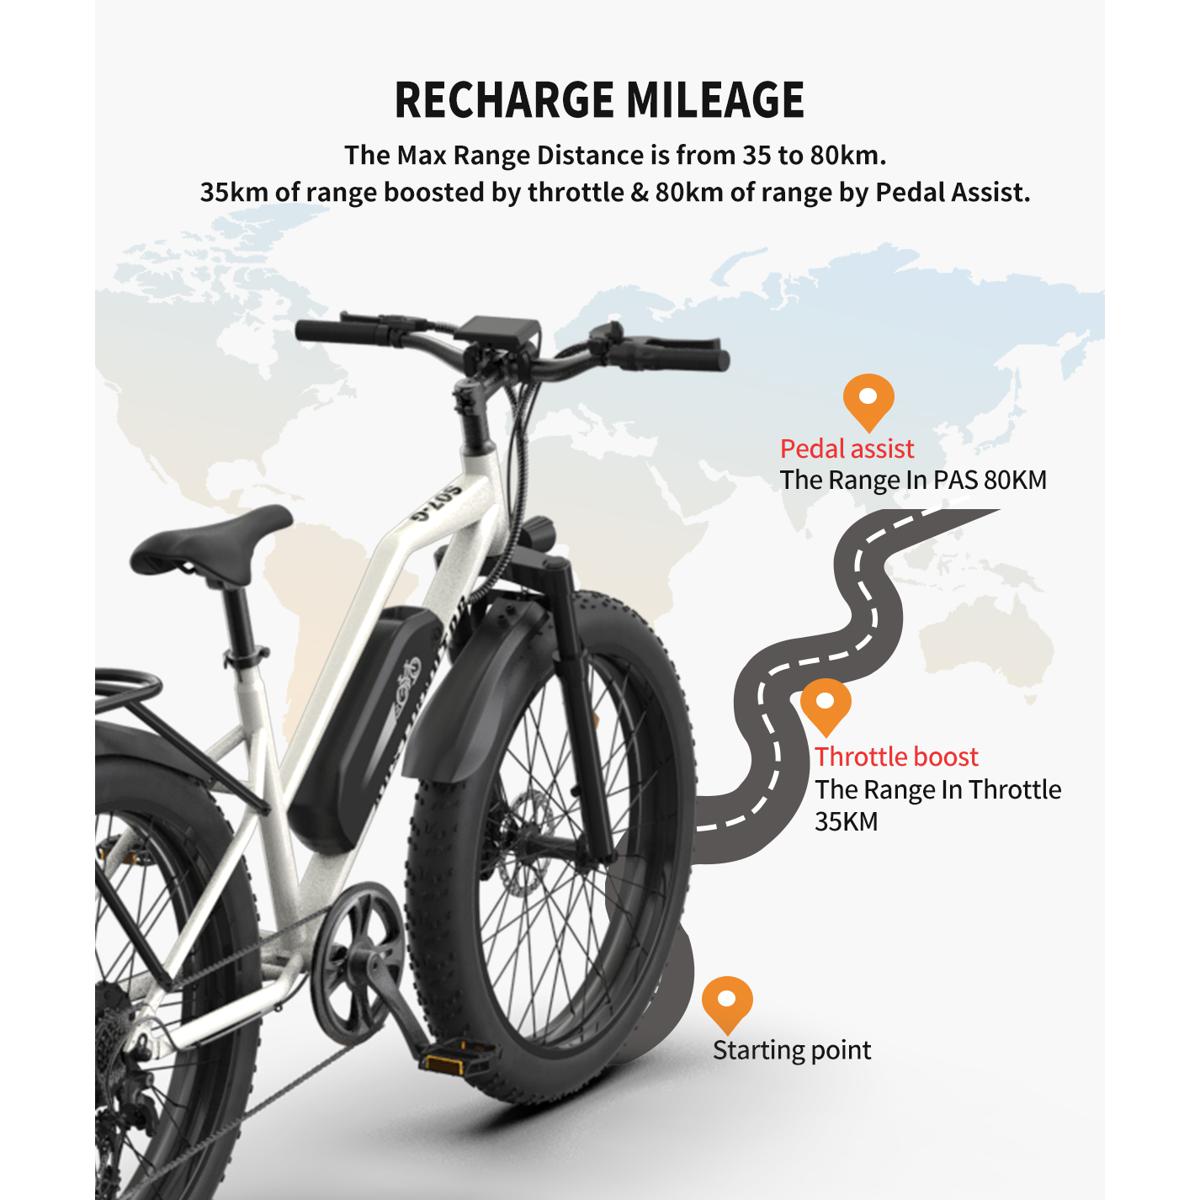 RECHARGE MILEAGE
The Max Range Distance is from 35 to 80km.
35km of range boosted by throttle & 80km of range by Pedal Assist.
Pedal assist
The Range In PAS 80KM
S07-G
Throttle boost
The Range In Throttle
35KM
Starting point